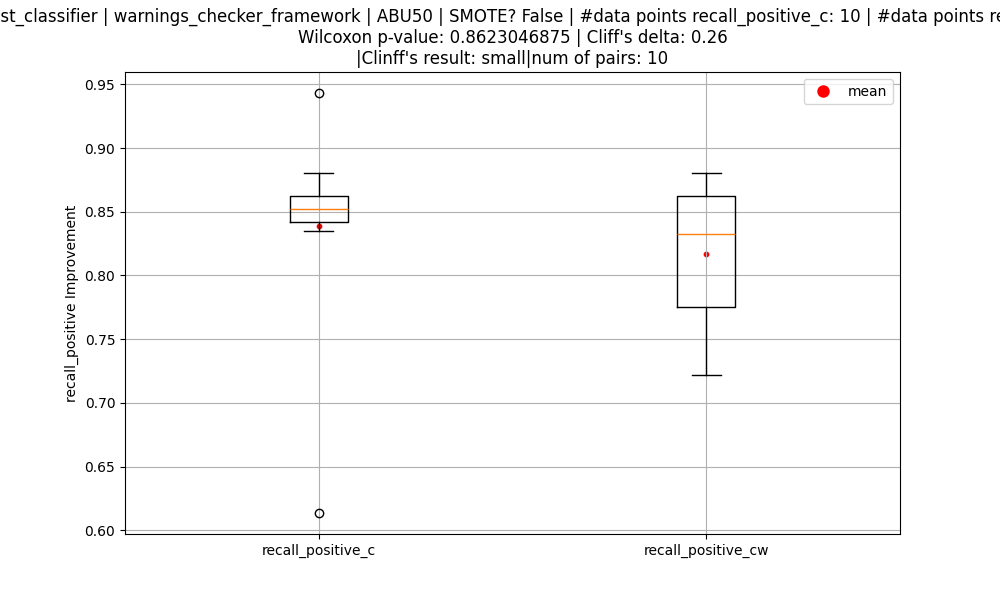 st_classifier | warnings_checker_framework | ABU50 | SMOTE? False | #data points recall_positive_c: 10 | #data points re
Wilcoxon p-value: 0.8623046875 | Cliff's delta: 0.26
|Clinff's result: small|num of pairs: 10
mean
0.95
0.90
0.85
0.80
0.75
0.70
0.65
0.60
recall_positive Improvement
recall_positive_c
recall_positive_cw